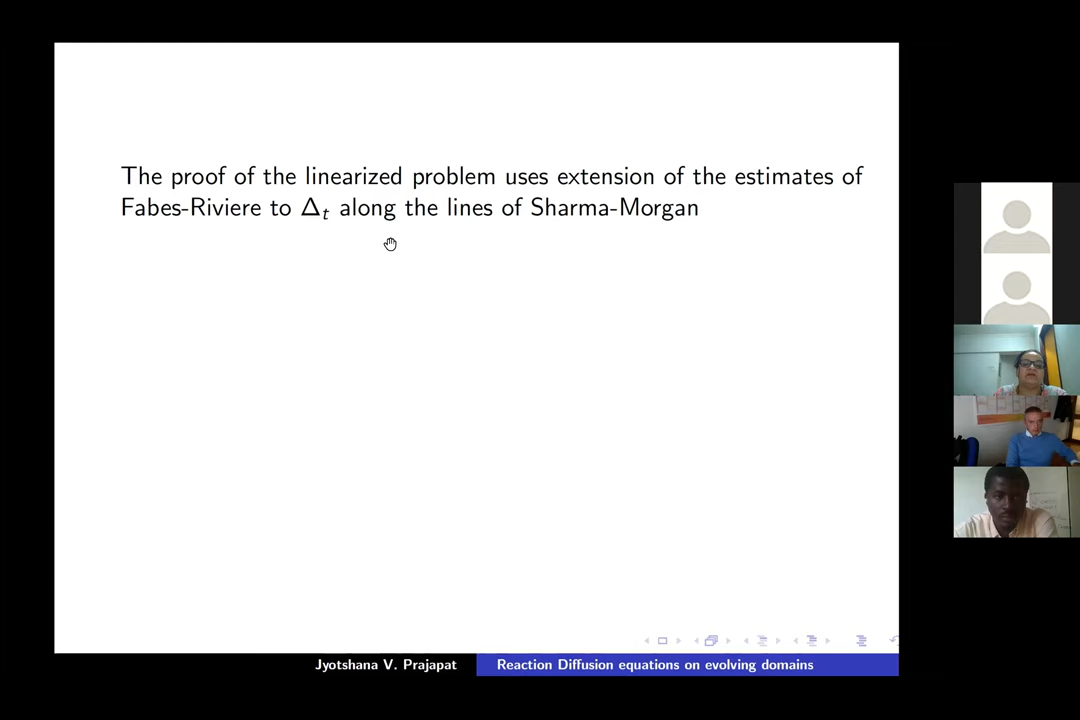 The proof of the linearized problem uses extension of the estimates of
Fabes-Riviere to Δₜ along the lines of Sharma-Morgan
Jyotshana V. Prajapat Reaction Diffusion equations on evolving domains